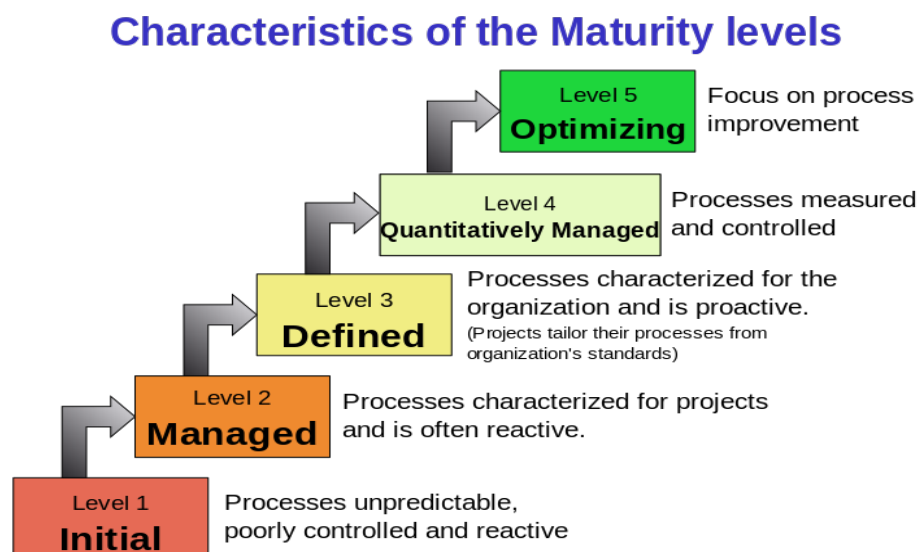 Characteristics of the Maturity levels
Level 5
Optimizing
Focus on process
improvement
Level 4
Quantitatively Managed
Processes measured
and controlled
Level 3
Defined
Processes characterized for the
organization and is proactive.
(Projects tailor their processes from
organization's standards)
Level 2
Managed
Processes characterized for projects
and is often reactive.
Level 1
Initial
Processes unpredictable,
poorly controlled and reactive